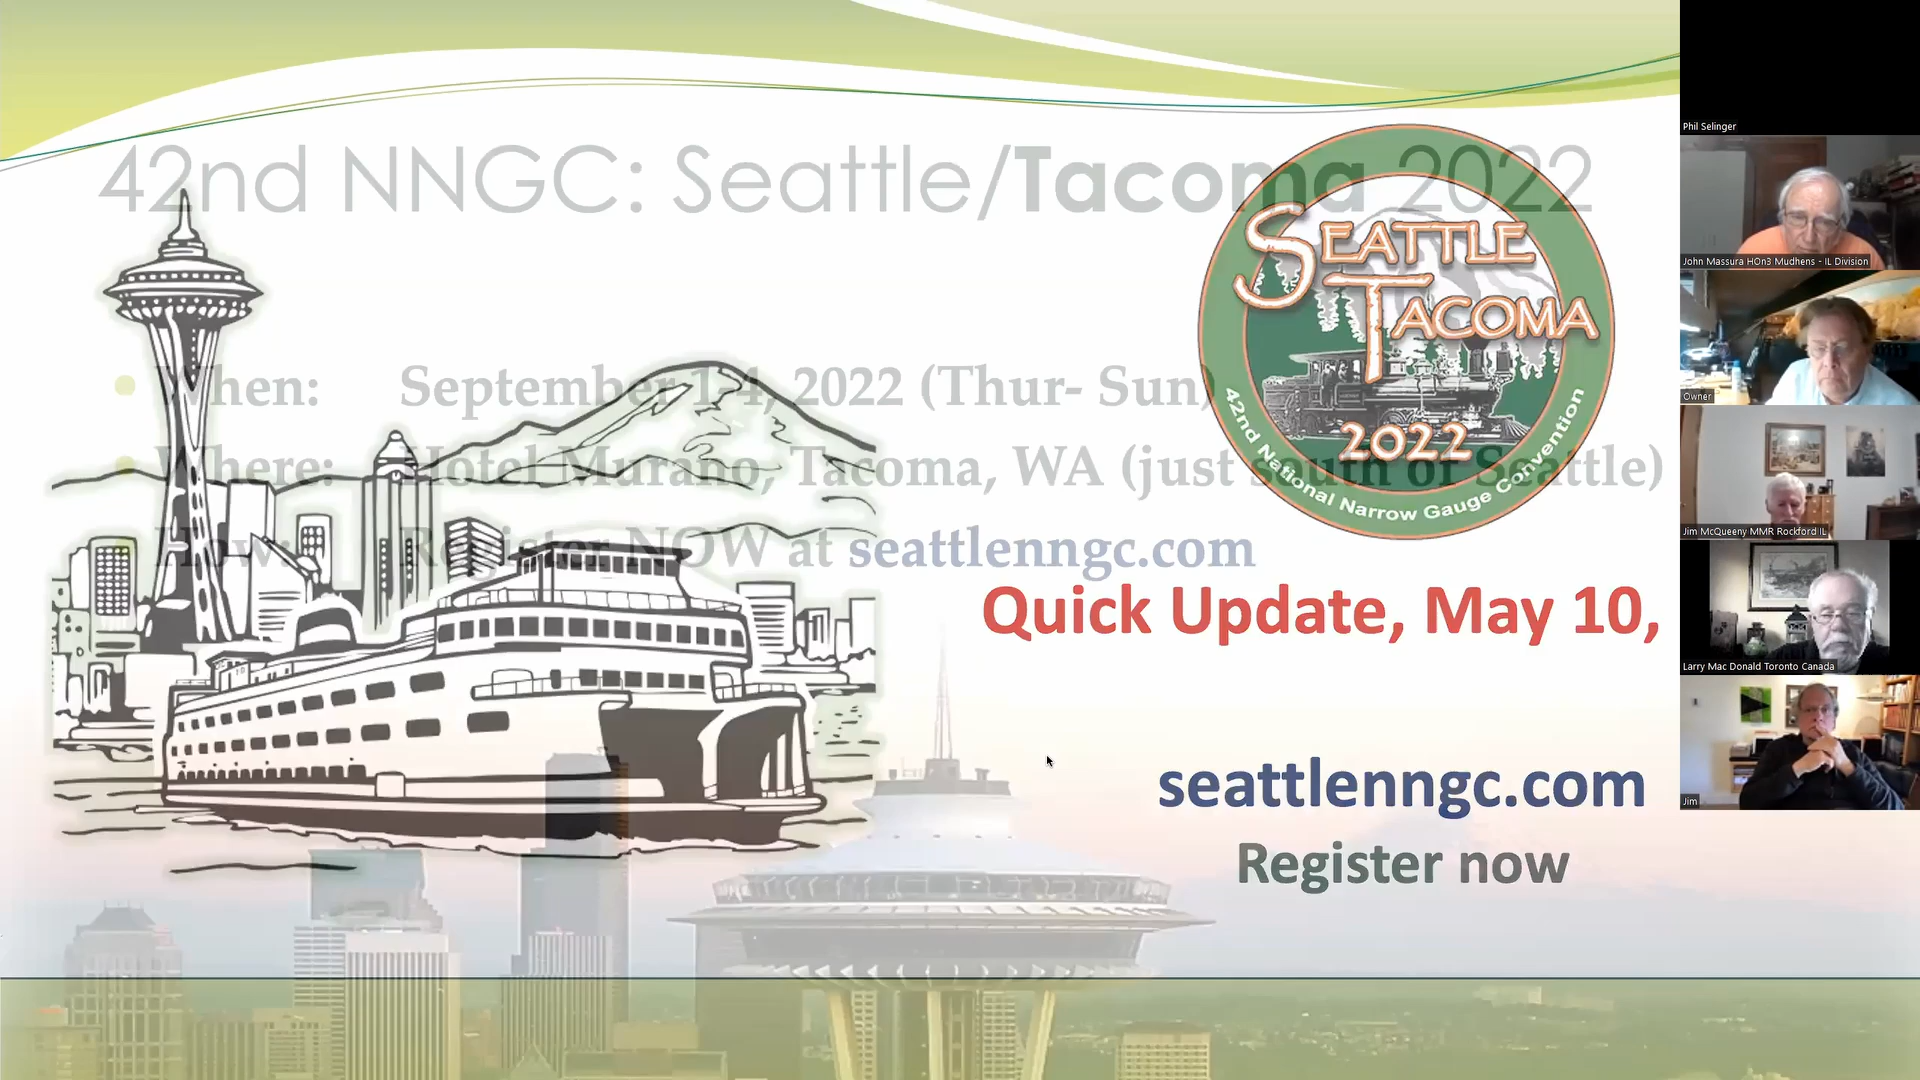 42nd NNGC: Seattle/Tacoma 2022
SEATTLE
TACOMA
2022
42nd National Narrow Gauge Convention
When: September 1-4, 2022 (Thur- Sun)
Where: Hotel Murano, Tacoma, WA (just south of Seattle)
How: Register NOW at seattlenngc.com
Quick Update, May 10,
seattlenngc.com
Register now
Phil Selinger
John Massura HOn3 Mudhens - IL Division
Owner
Jim McQueeny MMR Rockford IL
Larry Mac Donald Toronto Canada
Jim